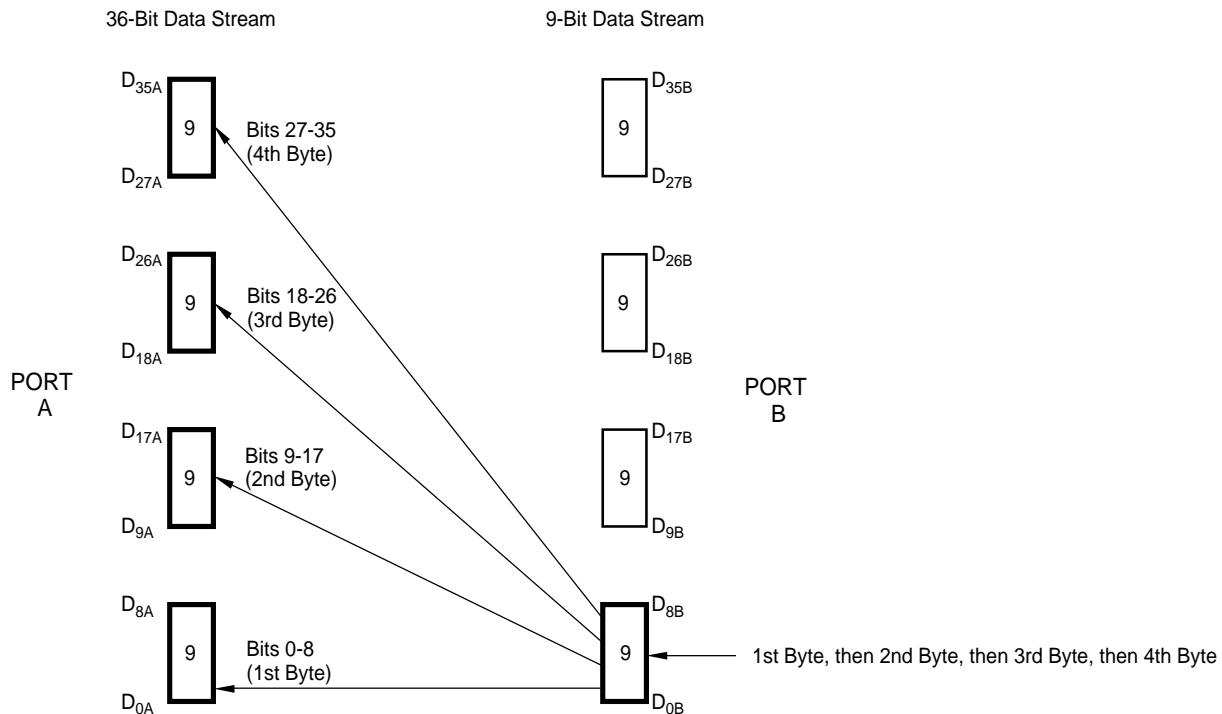 36-Bit Data Stream
9-Bit Data Stream
D35A
9
Bits 27-35
(4th Byte)
D27A
D35B
9
D27B
D26A
9
Bits 18-26
(3rd Byte)
D18A
D26B
9
D18B
PORT
A
PORT
B
D17A
9
Bits 9-17
(2nd Byte)
D9A
D17B
9
D9B
D8A
9
Bits 0-8
(1st Byte)
D0A
D8B
9
D0B
1st Byte, then 2nd Byte, then 3rd Byte, then 4th Byte